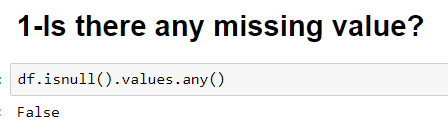 1-Is there any missing value?
: df.isnull().values.any()
: False